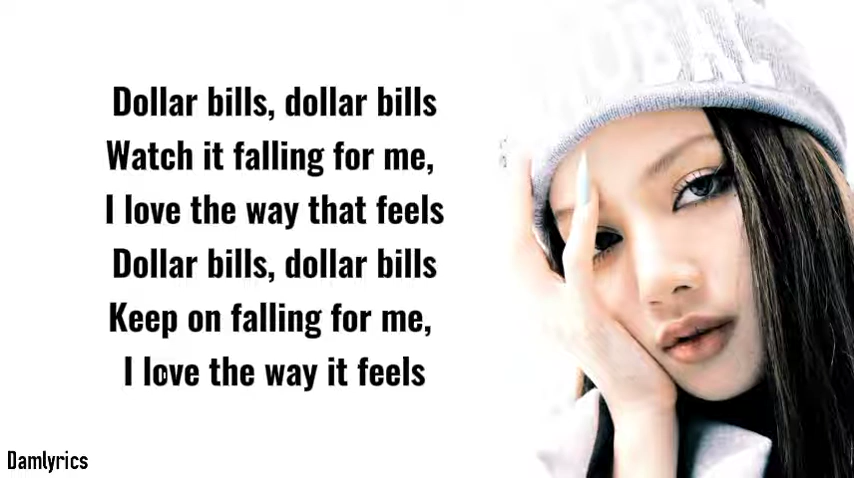 Dollar bills, dollar bills
Watch it falling for me,
I love the way that feels
Dollar bills, dollar bills
Keep on falling for me,
I love the way it feels
Damlyrics